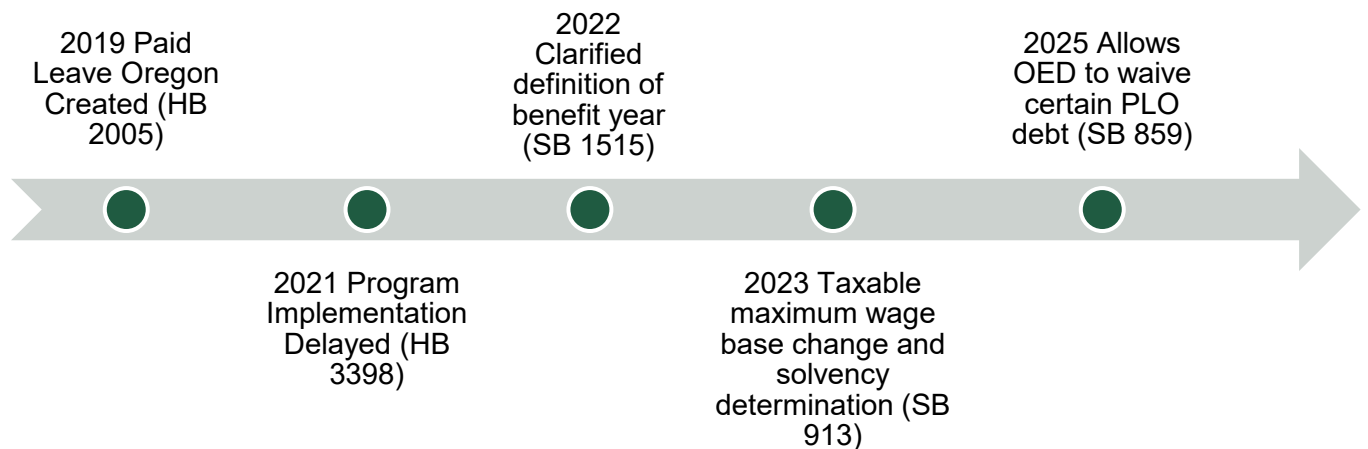 2019 Paid
Leave Oregon
Created (HB
2005)
2021 Program
Implementation
Delayed (HB
3398)
2022
Clarified
definition of
benefit year
(SB 1515)
2023 Taxable
maximum wage
base change and
solvency
determination (SB
913)
2025 Allows
OED to waive
certain PLO
debt (SB 859)